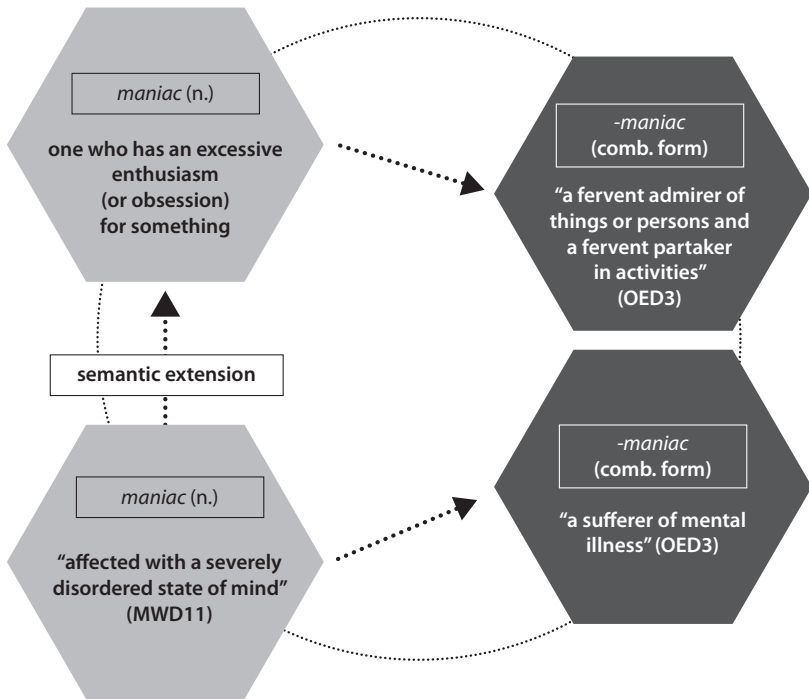 maniac (n.)
one who has an excessive
enthusiasm
(or obsession)
for something
-maniac
(comb. form)
“a fervent admirer of
things or persons and
a fervent partaker
in activities”
(OED3)
semantic extension
maniac (n.)
“affected with a severely
disordered state of mind”
(MWD11)
-maniac
(comb. form)
“a sufferer of mental
illness” (OED3)